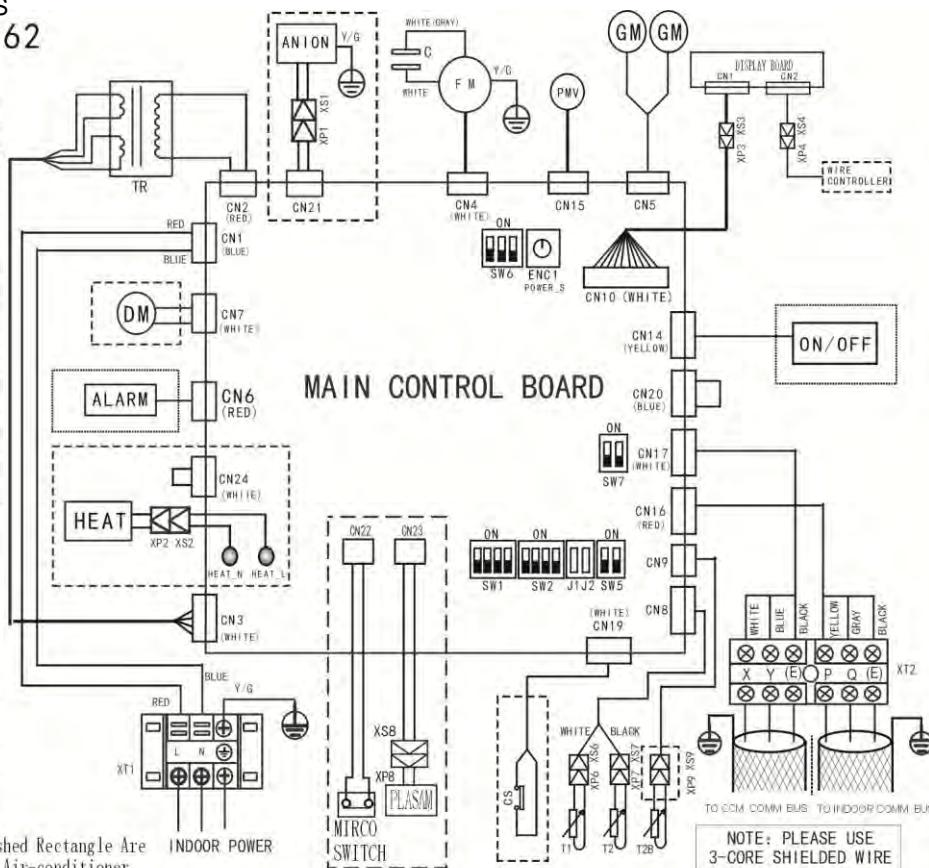 S
62
ANION
Y/G
XS1
XP1
WHITE(GRAY)
C
WHITE
FM
Y/G
PMV
GM
GM
DISPLAY BOARD
CN1
CN2
XS3
XP3
XS4
XP4
WIRE
CONTROLLER
TR
CN2
(RED)
CN21
CN4
(WHITE)
CN15
CN5
RED
BLUE
CN1
(BLUE)
ON
SW6
ENC1
POWER_S
CN10 (WHITE)
DM
CN7
(WHITE)
CN14
(YELLOW)
ON/OFF
ALARM
CN6
(RED)
MAIN CONTROL BOARD
CN20
(BLUE)
ON
SW7
CN17
(WHITE)
CN24
(WHITE)
HEAT
XP2 XS2
HEAT_N
HEAT_L
CN22
CN23
CN16
(RED)
ON
SW1
ON
SW2
J1J2
ON
SW5
CN9
CN8
CN3
(WHITE)
(WHITE)
CN19
WHITE
BLUE
BLACK
YELLOW
GRAY
BLACK
X
Y
(E)
P
Q
(E)
XT2
RED
BLUE
Y/G
L
N
XT1
XS8
XP8
PLASAM
MIRCO
SWITCH
CS
WHITE
BLACK
XS6
XP6
XS7
XP7
XS9
XP9
T1
T2
T2B
TO CCM COMM BUS
TO INDOOR COMM BUS
INDOOR POWER
shed Rectangle Are
Air-conditioner
NOTE: PLEASE USE
3-CORE SHIELDED WIRE